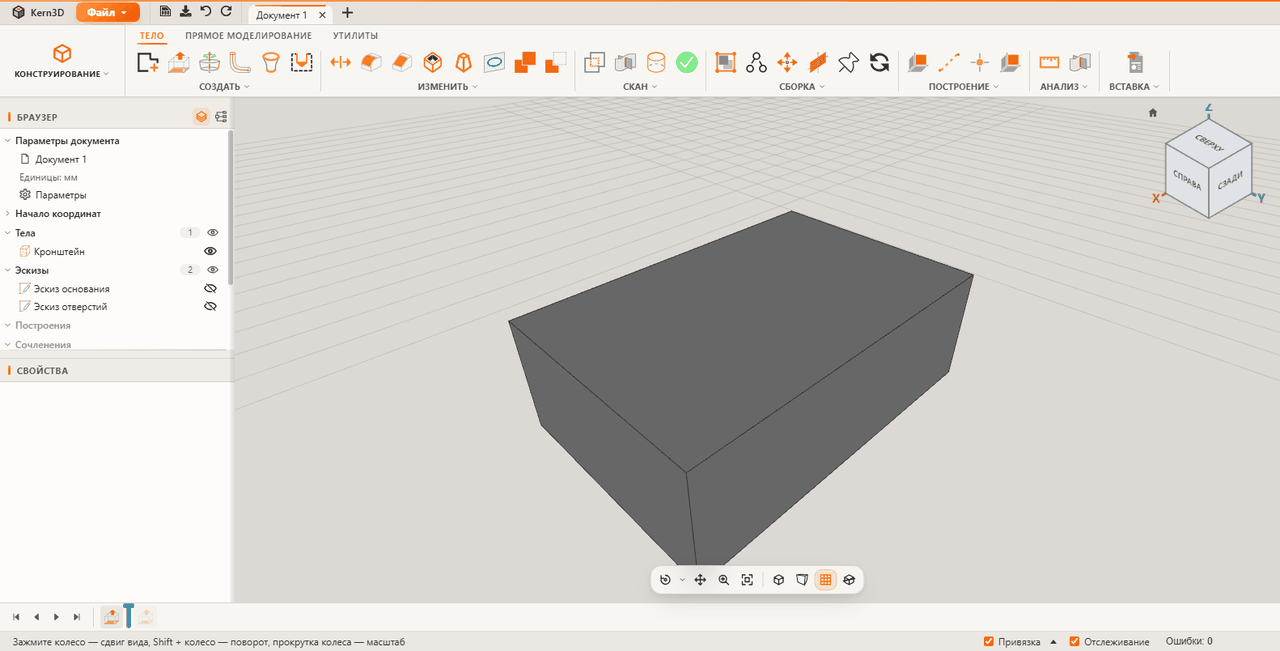 Kern3D
Файл
Документ 1
КОНСТРУИРОВАНИЕ
ТЕЛО ПРЯМОЕ МОДЕЛИРОВАНИЕ УТИЛИТЫ
СОЗДАТЬ ИЗМЕНИТЬ СКАН СБОРКА ПОСТРОЕНИЕ АНАЛИЗ ВСТАВКА
БРАУЗЕР
Параметры документа
Документ 1
Единицы: мм
Параметры
Начало координат
Тела 1
Кронштейн
Эскизы 2
Эскиз основания
Эскиз отверстий
Построения
Сочленения
СВОЙСТВА
Z
СВЕРХУ
СПРАВА
СЗАДИ
X
Y
Зажмите колесо — сдвиг вида, Shift + колесо — поворот, прокрутка колеса — масштаб
Привязка
Отслеживание
Ошибки: 0